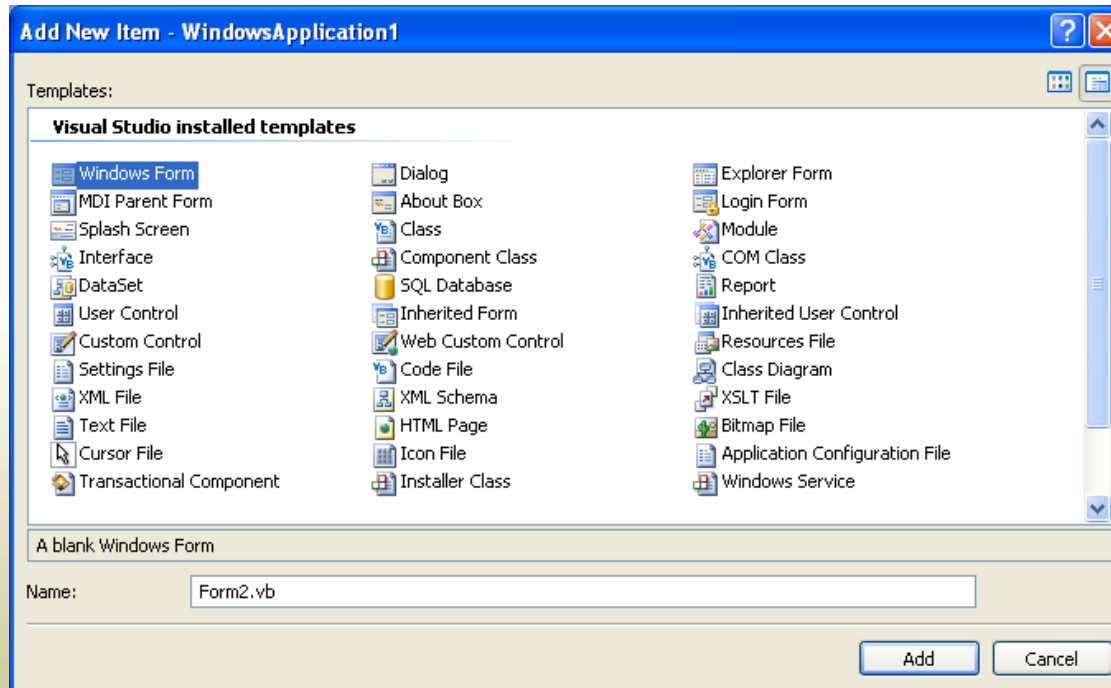 Add New Item - WindowsApplication1
Templates:
Visual Studio installed templates
Windows Form Dialog Explorer Form
MDI Parent Form About Box Login Form
Splash Screen Class Module
Interface Component Class COM Class
DataSet SQL Database Report
User Control Inherited Form Inherited User Control
Custom Control Web Custom Control Resources File
Settings File Code File Class Diagram
XML File XML Schema XSLT File
Text File HTML Page Bitmap File
Cursor File Icon File Application Configuration File
Transactional Component Installer Class Windows Service
A blank Windows Form
Name: Form2.vb
Add Cancel